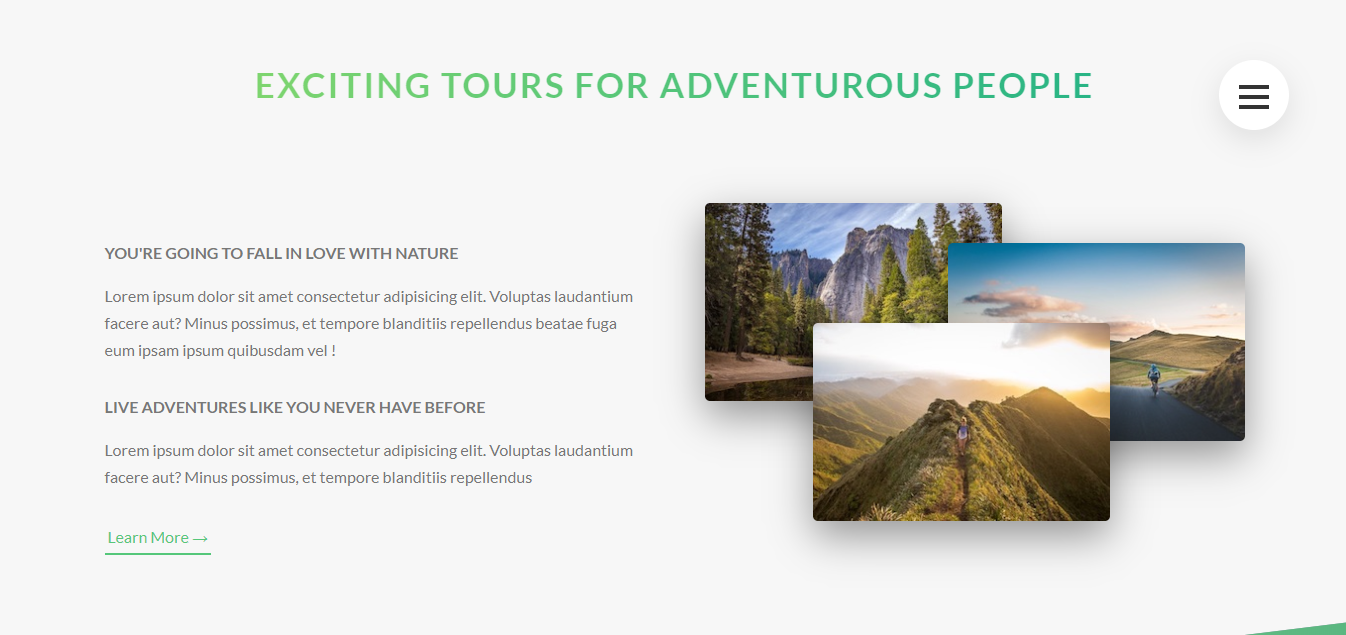 EXCITING TOURS FOR ADVENTUROUS PEOPLE
YOU'RE GOING TO FALL IN LOVE WITH NATURE
Lorem ipsum dolor sit amet consectetur adipisicing elit. Voluptas laudantium
facere aut? Minus possimus, et tempore blanditiis repellendus beatae fuga
eum ipsam ipsum quibusdam vel !
LIVE ADVENTURES LIKE YOU NEVER HAVE BEFORE
Lorem ipsum dolor sit amet consectetur adipisicing elit. Voluptas laudantium
facere aut? Minus possimus, et tempore blanditiis repellendus
Learn More →